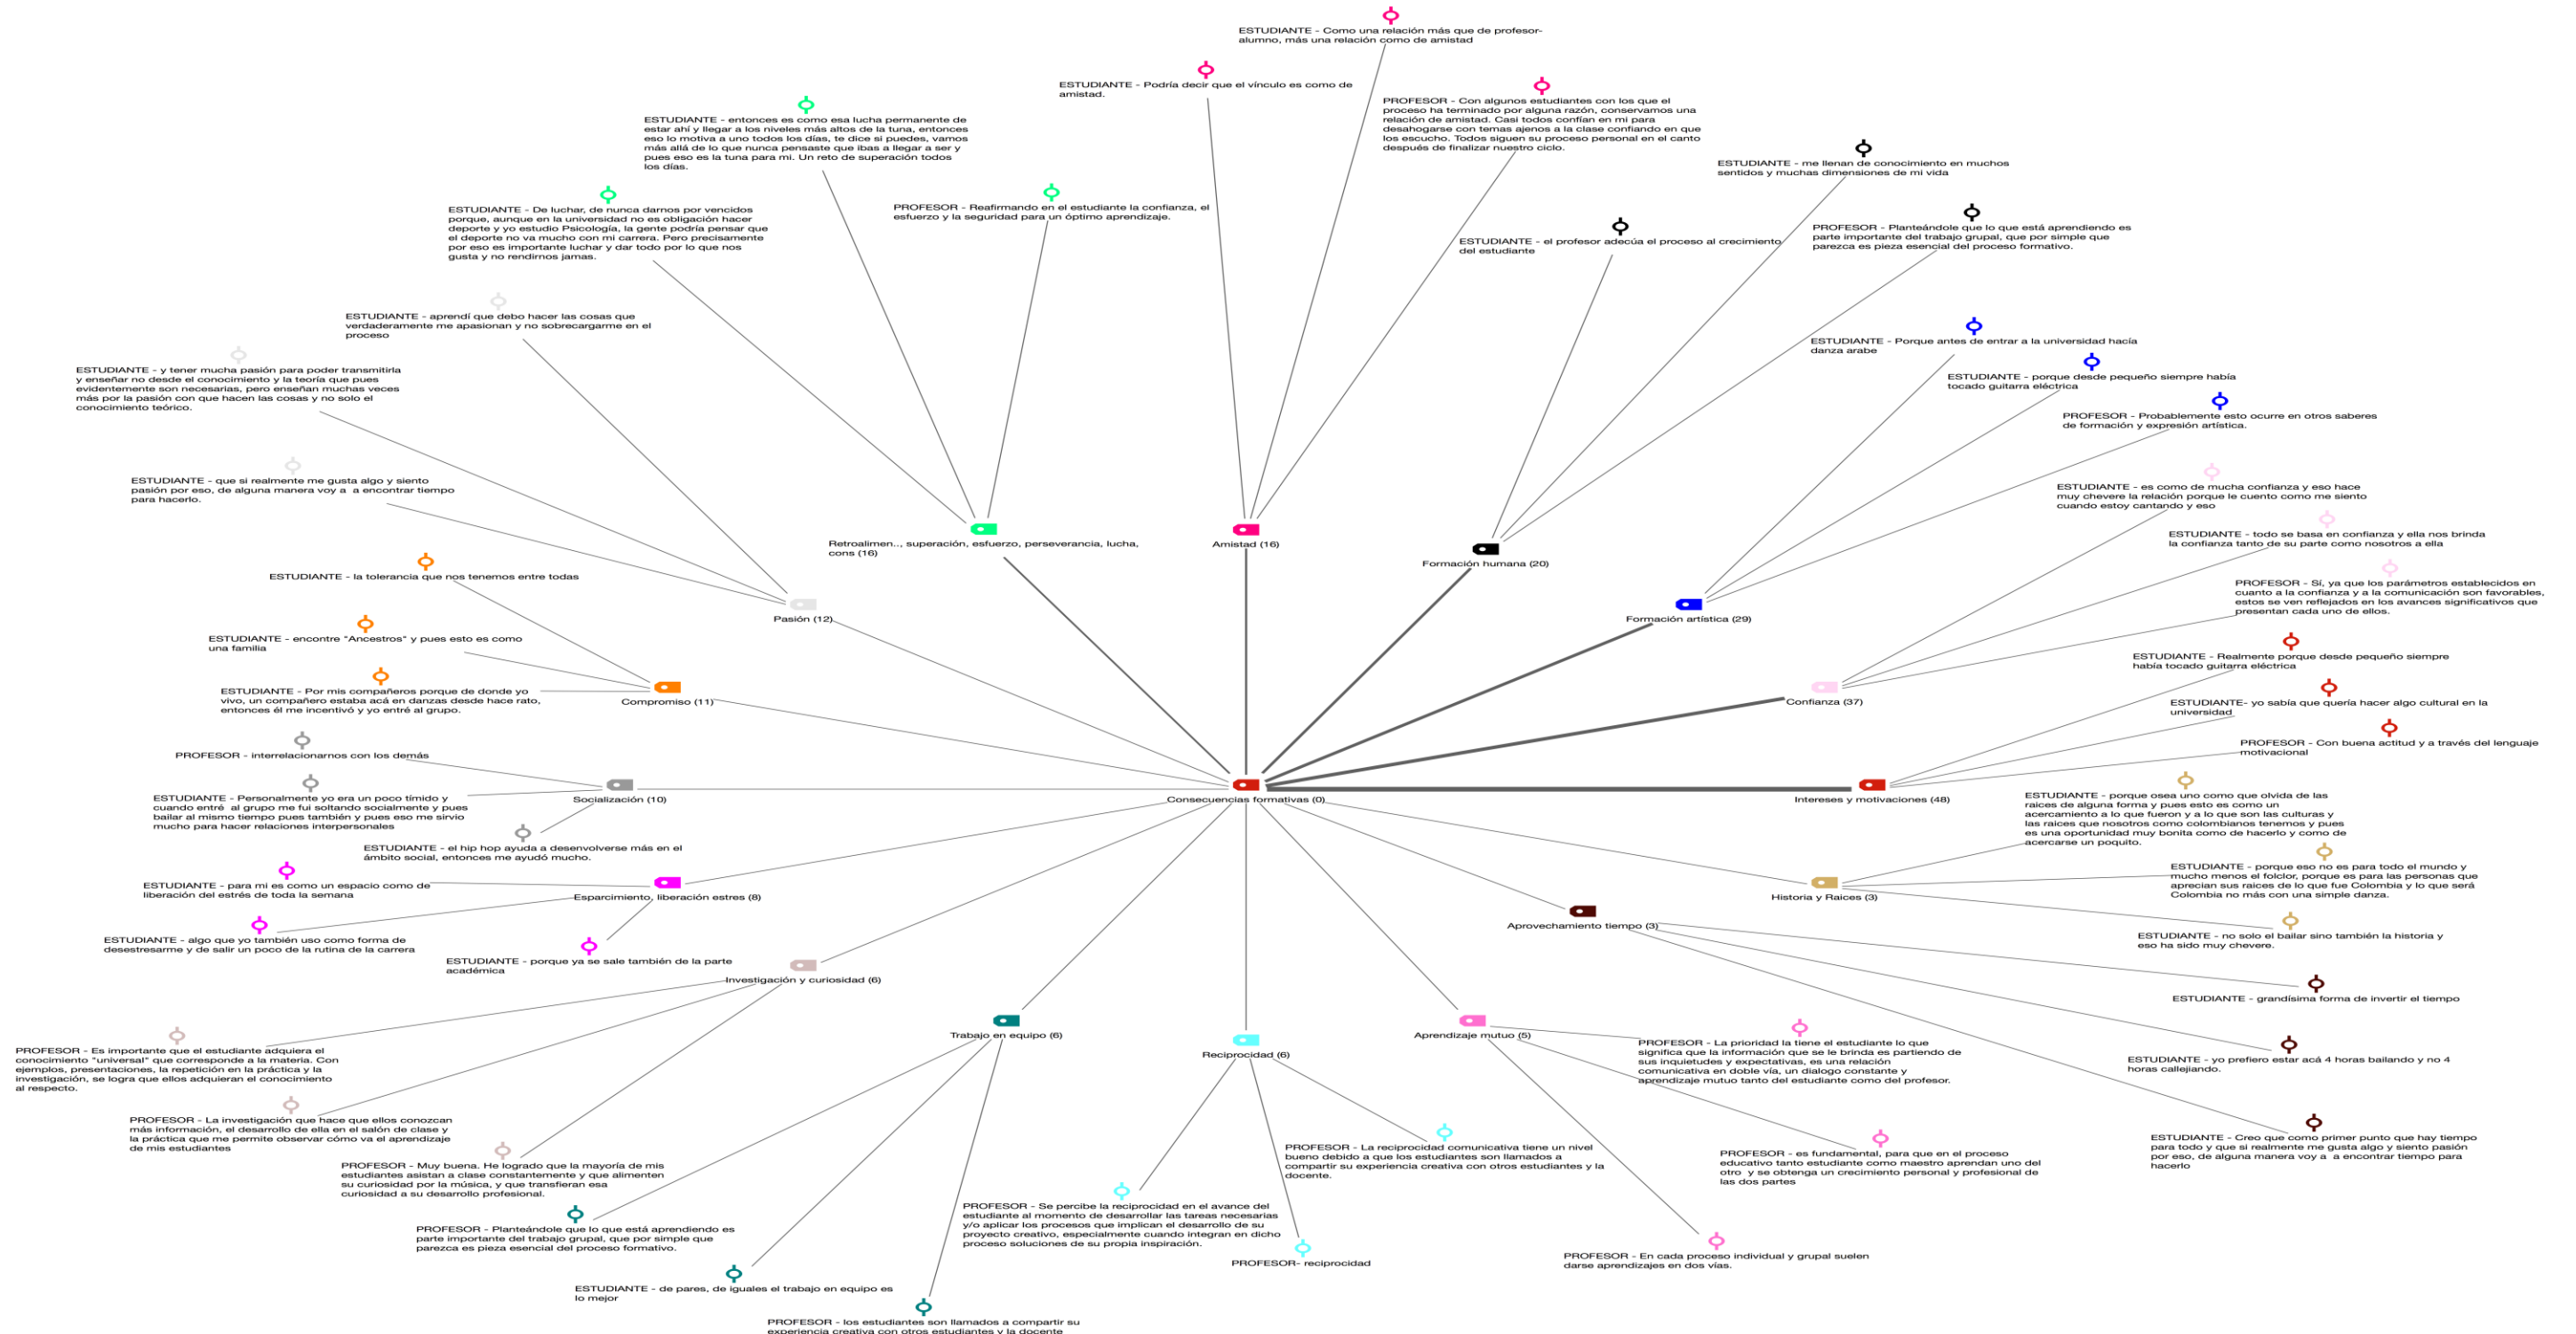 ESTUDIANTE - Como una relación más que de profesor-
alumno, más una relación como de amistad
ESTUDIANTE - Podría decir que el vínculo es como de
amistad.
PROFESOR - Con algunos estudiantes con los que el
proceso ha terminado por alguna razón, conservamos una
relación de amistad. Casi todos confían en mi para
desahogarse con temas ajenos a la clase confiando en que
los escucho. Todos siguen su proceso personal en el canto
después de finalizar nuestro ciclo.
ESTUDIANTE - entonces es como esa lucha permanente de
estar ahí y llegar a los niveles más altos de la tuna, entonces
eso lo motiva a uno todos los días, te dice si puedes, vamos
más allá de lo que nunca pensaste que ibas a llegar a ser y
pues eso es la tuna para mi. Un reto de superación todos
los días.
ESTUDIANTE - me llenan de conocimiento en muchos
sentidos y muchas dimensiones de mi vida
ESTUDIANTE - De luchar, de nunca darnos por vencidos
porque, aunque en la universidad no es obligación hacer
deporte y yo estudio Psicología, la gente podría pensar que
el deporte no va mucho con mi carrera. Pero precisamente
por eso es importante luchar y dar todo por lo que nos
gusta y no rendirnos jamas.
PROFESOR - Reafirmando en el estudiante la confianza, el
esfuerzo y la seguridad para un óptimo aprendizaje.
ESTUDIANTE - el profesor adecúa el proceso al crecimiento
del estudiante
PROFESOR - Planteándole que lo que está aprendiendo es
parte importante del trabajo grupal, que por simple que
parezca es pieza esencial del proceso formativo.
ESTUDIANTE - aprendí que debo hacer las cosas que
verdaderamente me apasionan y no sobrecargarme en el
proceso
ESTUDIANTE - Porque antes de entrar a la universidad hacía
danza arabe
ESTUDIANTE - y tener mucha pasión para poder transmitirla
y enseñar no desde el conocimiento y la teoría que pues
evidentemente son necesarias, pero enseñan muchas veces
más por la pasión con que hacen las cosas y no solo el
conocimiento teórico.
ESTUDIANTE - porque desde pequeño siempre había
tocado guitarra eléctrica
PROFESOR - Probablemente esto ocurre en otros saberes
de formación y expresión artística.
ESTUDIANTE - que si realmente me gusta algo y siento
pasión por eso, de alguna manera voy a  a encontrar tiempo
para hacerlo.
ESTUDIANTE - es como de mucha confianza y eso hace
muy chevere la relación porque le cuento como me siento
cuando estoy cantando y eso
ESTUDIANTE - todo se basa en confianza y ella nos brinda
la confianza tanto de su parte como nosotros a ella
Retroalimen.., superación, esfuerzo, perseverancia, lucha,
cons (16)
Amistad (16)
Formación humana (20)
ESTUDIANTE - la tolerancia que nos tenemos entre todas
PROFESOR - Sí, ya que los parámetros establecidos en
cuanto a la confianza y a la comunicación son favorables,
estos se ven reflejados en los avances significativos que
presentan cada uno de ellos.
Pasión (12)
Formación artística (29)
ESTUDIANTE - encontre "Ancestros" y pues esto es como
una familia
ESTUDIANTE - Realmente porque desde pequeño siempre
había tocado guitarra eléctrica
ESTUDIANTE - Por mis compañeros porque de donde yo
vivo, un compañero estaba acá en danzas desde hace rato,
entonces él me incentivó y yo entré al grupo.
Compromiso (11)
Confianza (37)
ESTUDIANTE- yo sabía que quería hacer algo cultural en la
universidad
PROFESOR - Con buena actitud y a través del lenguaje
motivacional
PROFESOR - interrelacionarnos con los demás
ESTUDIANTE - Personalmente yo era un poco tímido y
cuando entré  al grupo me fui soltando socialmente y pues
bailar al mismo tiempo pues también y pues eso me sirvio
mucho para hacer relaciones interpersonales
Socialización (10)
Consecuencias formativas (0)
Intereses y motivaciones (48)
ESTUDIANTE - porque osea uno como que olvida de las
raices de alguna forma y pues esto es como un
acercamiento a lo que fueron y a lo que son las culturas y
las raices que nosotros como colombianos tenemos y pues
es una oportunidad muy bonita como de hacerlo y como de
acercarse un poquito.
ESTUDIANTE - el hip hop ayuda a desenvolverse más en el
ámbito social, entonces me ayudó mucho.
ESTUDIANTE - para mi es como un espacio como de
liberación del estrés de toda la semana
Esparcimiento, liberación estres (8)
Historia y Raices (3)
ESTUDIANTE - porque eso no es para todo el mundo y
mucho menos el folclor, porque es para las personas que
aprecian sus raices de lo que fue Colombia y lo que será
Colombia no más con una simple danza.
Aprovechamiento tiempo (3)
ESTUDIANTE - algo que yo también uso como forma de
desestresarme y de salir un poco de la rutina de la carrera
ESTUDIANTE - no solo el bailar sino también la historia y
eso ha sido muy chevere.
ESTUDIANTE - porque ya se sale también de la parte
académica
Investigación y curiosidad (6)
ESTUDIANTE - grandísima forma de invertir el tiempo
Trabajo en equipo (6)
Reciprocidad (6)
Aprendizaje mutuo (5)
PROFESOR - Es importante que el estudiante adquiera el
conocimiento "universal" que corresponde a la materia. Con
ejemplos, presentaciones, la repetición en la práctica y la
investigación, se logra que ellos adquieran el conocimiento
al respecto.
PROFESOR - La prioridad la tiene el estudiante lo que
significa que la información que se le brinda es partiendo de
sus inquietudes y expectativas, es una relación
comunicativa en doble vía, un dialogo constante y
aprendizaje mutuo tanto del estudiante como del profesor.
ESTUDIANTE - yo prefiero estar acá 4 horas bailando y no 4
horas callejiando.
PROFESOR - La investigación que hace que ellos conozcan
más información, el desarrollo de ella en el salón de clase y
la práctica que me permite observar cómo va el aprendizaje
de mis estudiantes
ESTUDIANTE - Creo que como primer punto que hay tiempo
para todo y que si realmente me gusta algo y siento pasión
por eso, de alguna manera voy a  a encontrar tiempo para
hacerlo
PROFESOR - La reciprocidad comunicativa tiene un nivel
bueno debido a que los estudiantes son llamados a
compartir su experiencia creativa con otros estudiantes y la
docente.
PROFESOR - es fundamental, para que en el proceso
educativo tanto estudiante como maestro aprendan uno del
otro  y se obtenga un crecimiento personal y profesional de
las dos partes
PROFESOR - Muy buena. He logrado que la mayoría de mis
estudiantes asistan a clase constantemente y que alimenten
su curiosidad por la música, y que transfieran esa
curiosidad a su desarrollo profesional.
PROFESOR - Se percibe la reciprocidad en el avance del
estudiante al momento de desarrollar las tareas necesarias
y/o aplicar los procesos que implican el desarrollo de su
proyecto creativo, especialmente cuando integran en dicho
proceso soluciones de su propia inspiración.
PROFESOR - Planteándole que lo que está aprendiendo es
parte importante del trabajo grupal, que por simple que
parezca es pieza esencial del proceso formativo.
PROFESOR - En cada proceso individual y grupal suelen
darse aprendizajes en dos vías.
PROFESOR- reciprocidad
ESTUDIANTE - de pares, de iguales el trabajo en equipo es
lo mejor
PROFESOR - los estudiantes son llamados a compartir su
experiencia creativa con otros estudiantes y la docente